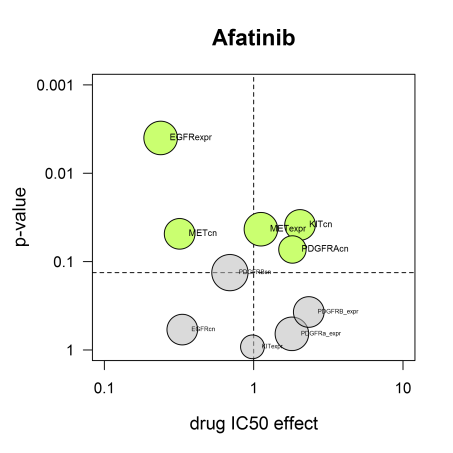 Afatinib
0.001
0.01
0.1
1
p-value
EGFRexpr
METcn
METexpr
KITcn
PDGFRAcn
PDGFRBcn
PDGFRB_expr
EGFRcn
PDGFRa_expr
KITexpr
0.1
1
10
drug IC50 effect